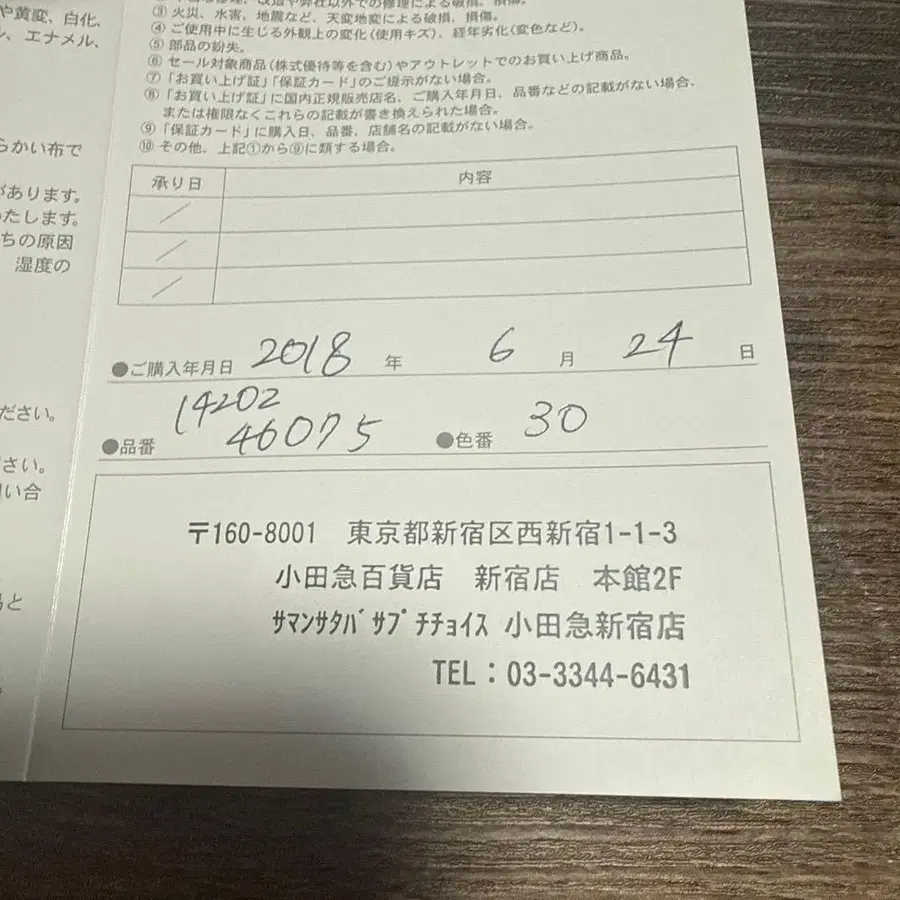 や黄変、白化、
エナメル、
らかい布で
があります。
いたします。
ちの原因
湿度の
ださい。
さい。
い合
と
③ 火災、水害、地震など、天変地変による破損、損傷。
④ ご使用中に生じる外観上の変化(使用キズ)、経年劣化(変色など)。
⑤ 部品の紛失。
⑥ セール対象商品(株式優待等を含む)やアウトレットでのお買い上げ商品。
⑦ 「お買い上げ証」「保証カード」のご提示がない場合。
⑧ 「お買い上げ証」に国内正規販売店名、ご購入年月日、品番などの記載がない場合、
または権限なくこれらの記載が書き換えられた場合。
⑨ 「保証カード」に購入日、品番、店舗名の記載がない場合。
⑩ その他、上記①から⑨に類する場合。
承り日 内容
／
／
／
●ご購入年月日 2018 年 6 月 24 日
14202
●品番 46075 ●色番 30
〒160-8001 東京都新宿区西新宿1-1-3
小田急百貨店 新宿店 本館2F
ｻﾏﾝｻﾀﾊﾞｻﾌﾟﾁﾁｮｲｽ 小田急新宿店
TEL：03-3344-6431